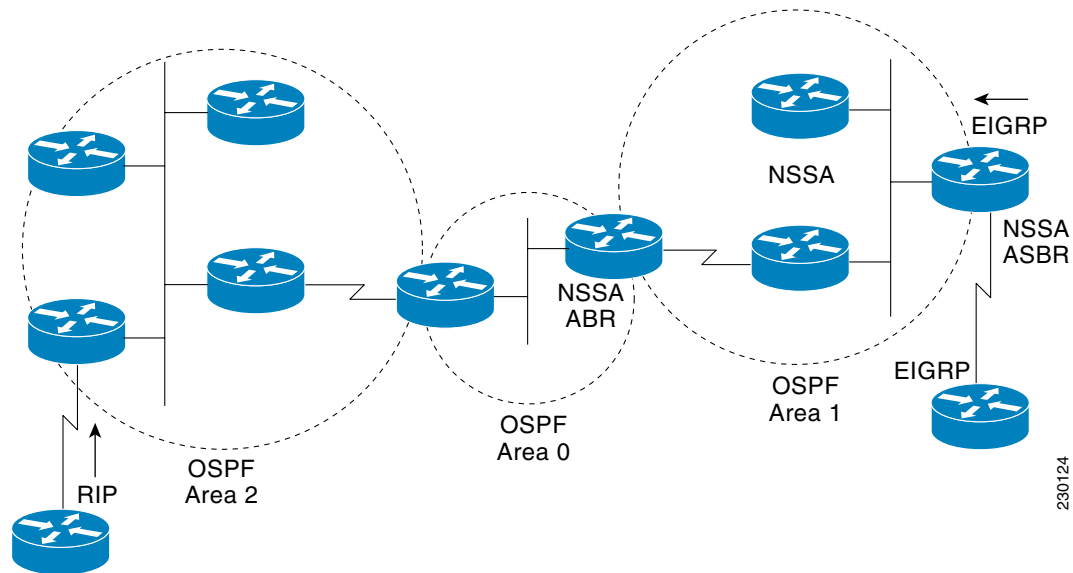 EIGRP
NSSA
NSSA
ASBR
NSSA
ABR
EIGRP
OSPF
Area 1
OSPF
Area 0
OSPF
Area 2
RIP
230124